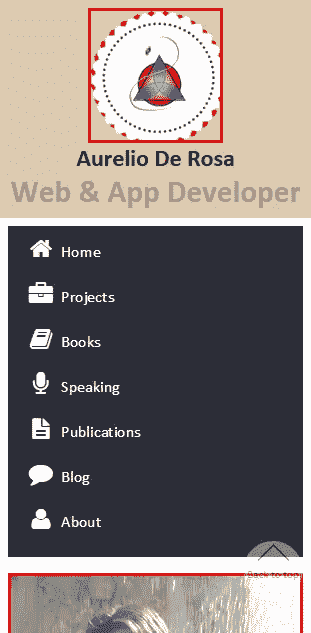 Aurelio De Rosa
Web & App Developer
Home
Projects
Books
Speaking
Publications
Blog
About
Back to top